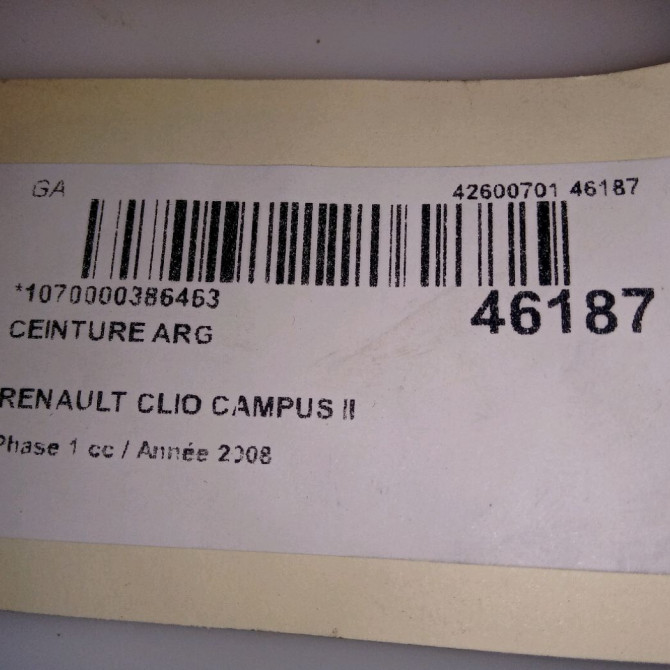 GA 42600701 46187
*1070000386463
46187
CEINTURE ARG
RENAULT CLIO CAMPUS II
Phase 1 cc / Année 2008